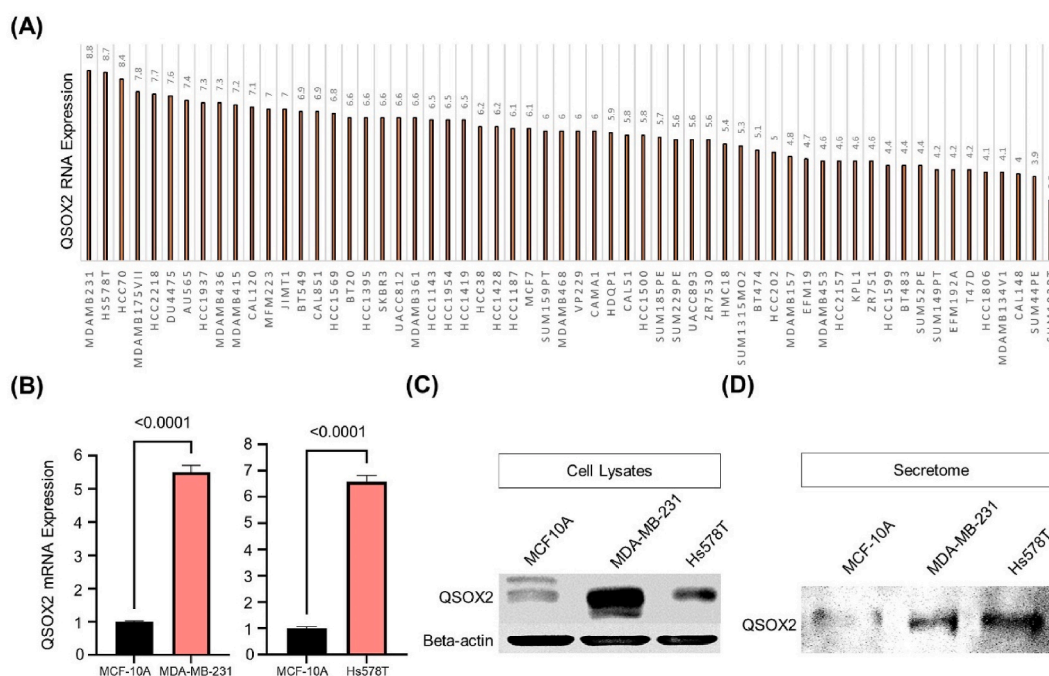 (A)
QSOX2 RNA Expression
8.8 8.7 8.4 7.8 7.7 7.6 7.4 7.3 7.3 7.2 7.1 7 7 6.9 6.9 6.8 6.6 6.6 6.6 6.6 6.6 6.5 6.5 6.5 6.2 6.2 6.1 6.1 6 6 6 6 5.9 5.8 5.8 5.7 5.6 5.6 5.6 5.4 5.3 5.1 5 4.8 4.7 4.6 4.6 4.6 4.6 4.4 4.4 4.4 4.2 4.2 4.2 4.1 4.1 4 3.9
MDAMB231 HS578T HCC70 MDAMB175VII HCC2218 DU4475 AU565 HCC1937 MDAMB436 MDAMB415 CAL120 MFM223 JIMT1 BT549 CAL851 HCC1569 BT20 HCC1395 SKBR3 UACC812 MDAMB361 HCC1143 HCC1954 HCC1419 HCC38 HCC1428 HCC1187 MCF7 SUM159PT MDAMB468 VP229 CAMA1 HDQP1 CAL51 HCC1500 SUM185PE SUM229PE UACC893 ZR7530 HMC18 SUM1315MO2 BT474 HCC202 MDAMB157 EFM19 MDAMB453 HCC2157 KPL1 ZR751 HCC1599 BT483 SUM52PE SUM149PT EFM192A T47D HCC1806 MDAMB134V1 CAL148 SUM44PE
(B)
QSOX2 mRNA Expression
<0.0001
6
5
4
3
2
1
0
MCF-10A MDA-MB-231
<0.0001
8
7
6
5
4
3
2
1
0
MCF-10A Hs578T
(C)
Cell Lysates
MCF10A MDA-MB-231 Hs578T
QSOX2
Beta-actin
(D)
Secretome
MCF-10A MDA-MB-231 Hs578T
QSOX2